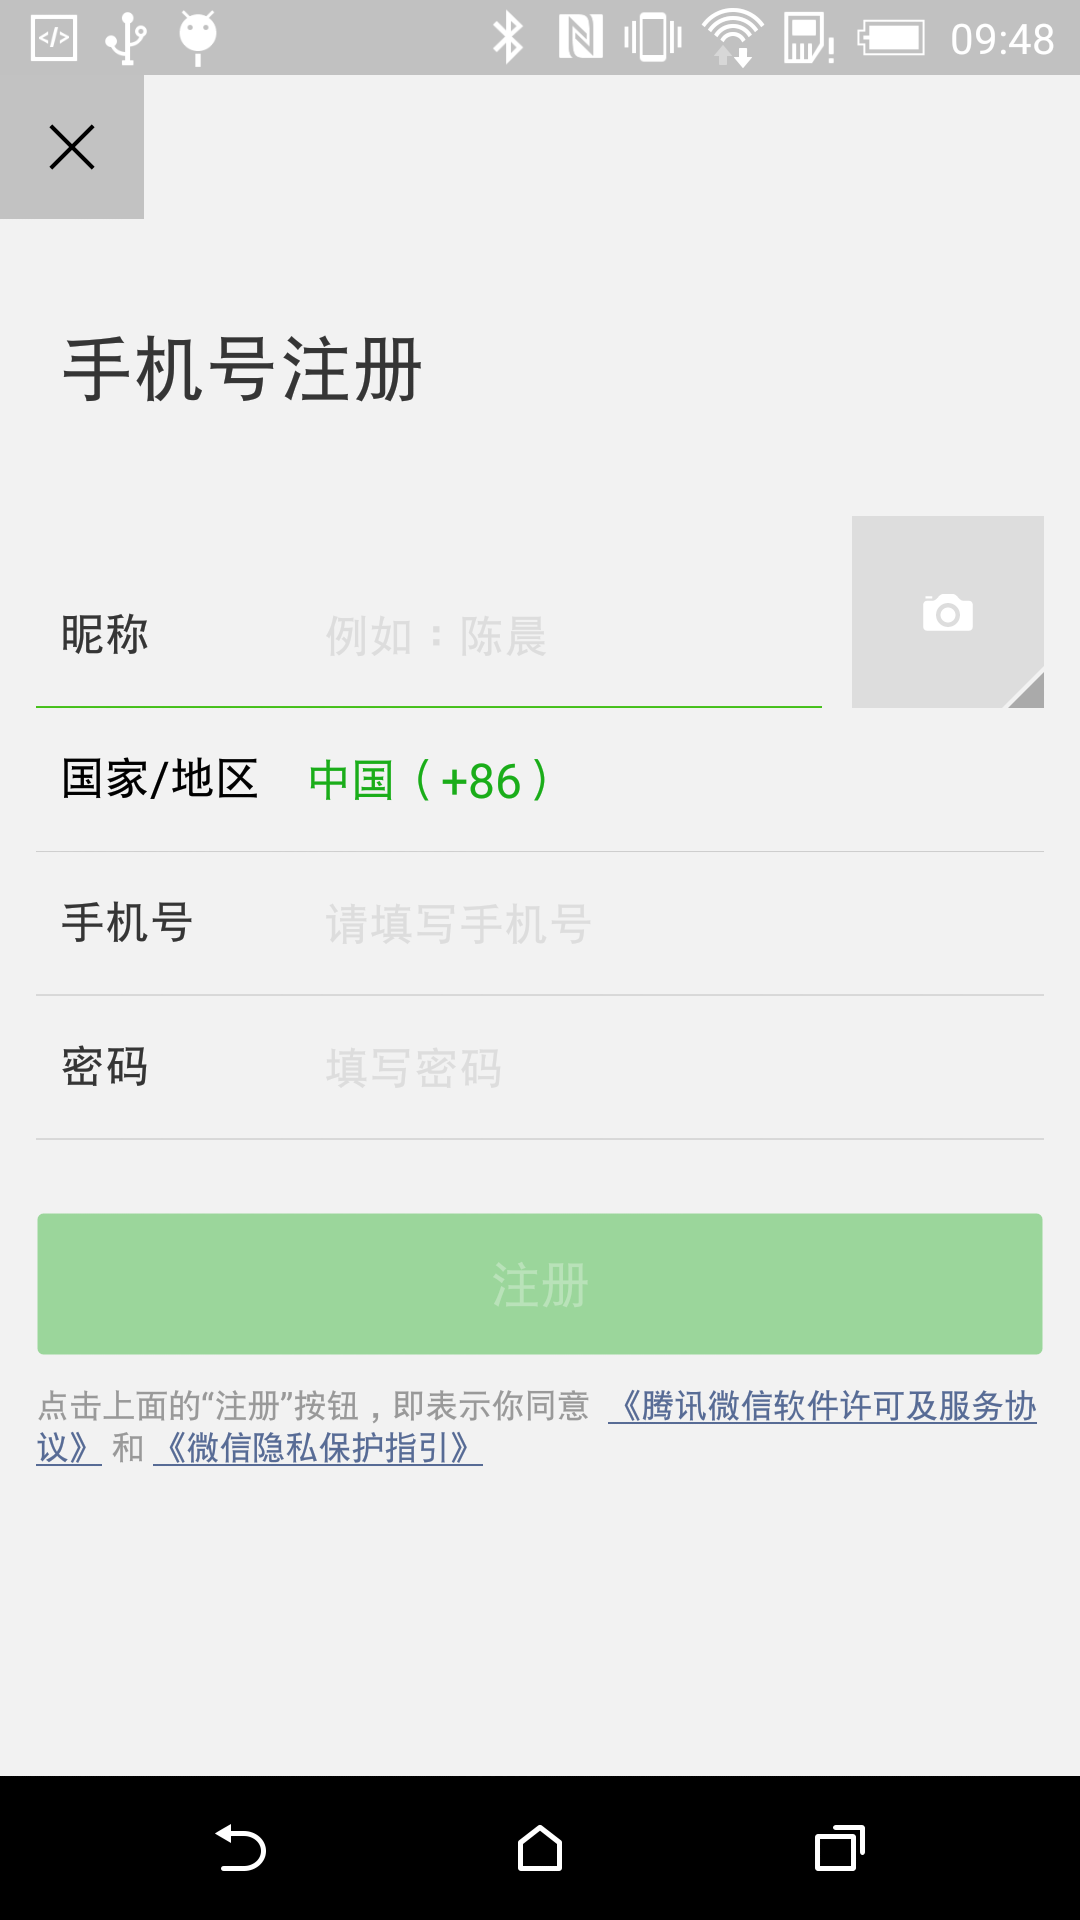 09:48
手机号注册
昵称 例如：陈晨
国家/地区 中国（+86）
手机号 请填写手机号
密码 填写密码
注册
点击上面的“注册”按钮，即表示你同意 《腾讯微信软件许可及服务协
议》 和 《微信隐私保护指引》